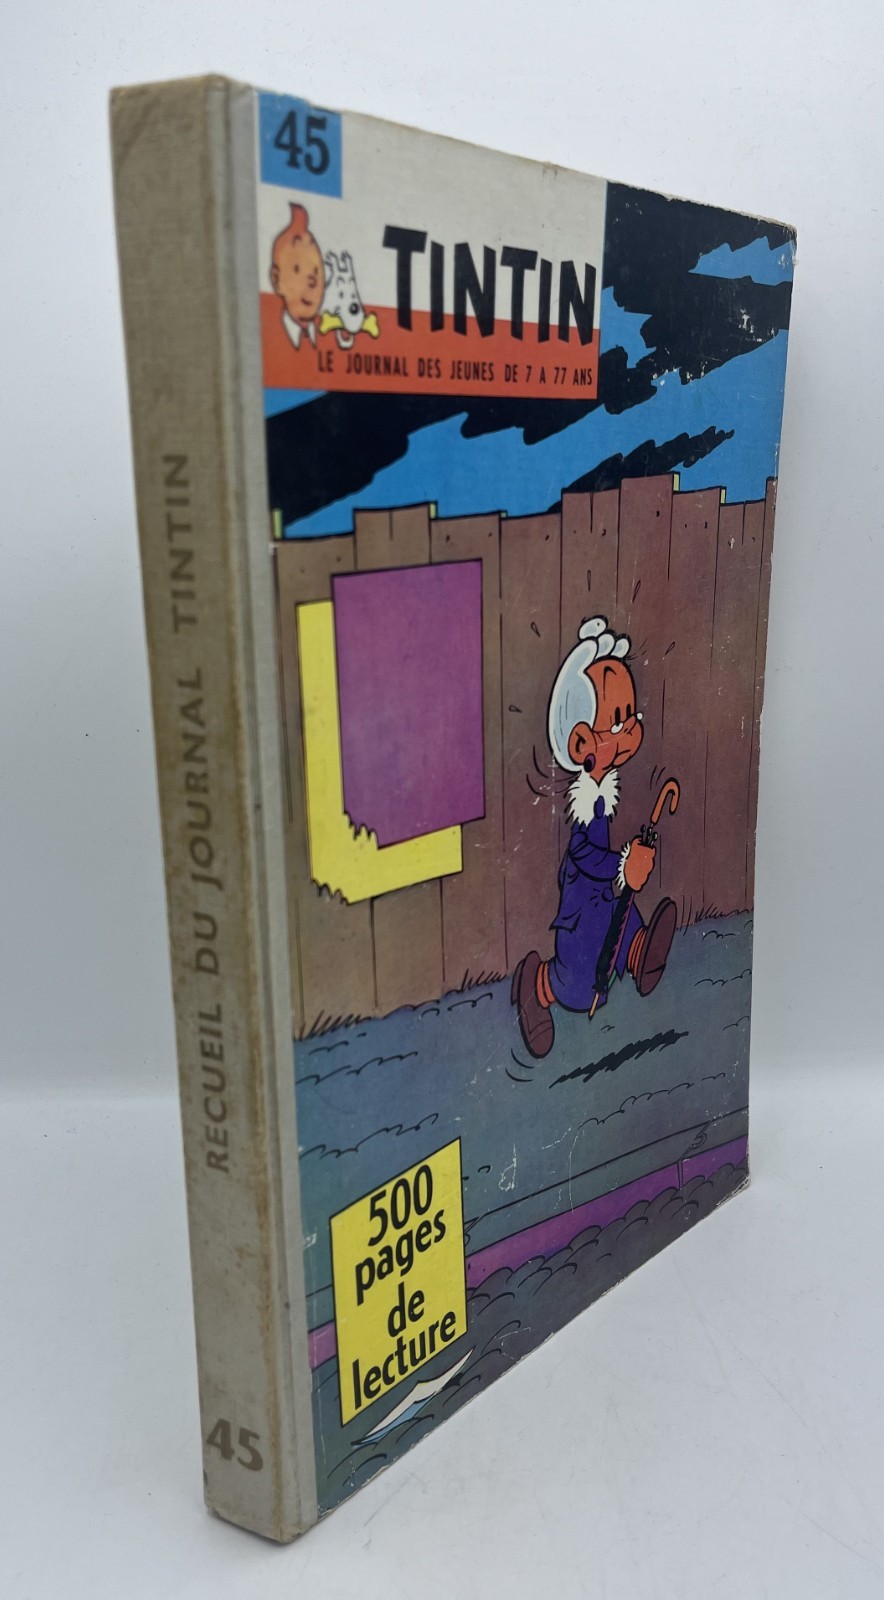 RECUEIL DU JOURNAL TINTIN
45
45
TINTIN
LE JOURNAL DES JEUNES DE 7 A 77 ANS
500
pages
de
lecture